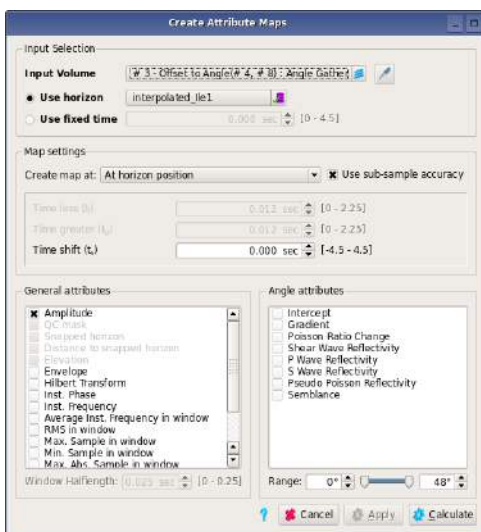 Create Attribute Maps
Input Selection
Input Volume (# 3 - Offset to Angle(# 4, # 8) : Angle Gather
Use horizon interpolated_lie1
Use fixed time 0.000 sec [0 - 4.5]
Map settings
Create map at: At horizon position Use sub-sample accuracy
Time less 0.012 sec [0 - 2.25]
Time greater 0.012 sec [0 - 2.25]
Time shift (ts) 0.000 sec [-4.5 - 4.5]
General attributes
Amplitude
QC mask
Snapped horizon
Distance to snapped horizon
Elevation
Envelope
Hilbert Transform
Inst. Phase
Inst. Frequency
Average Inst. Frequency in window
RMS in window
Max. Sample in window
Min. Sample in window
Max. Abs. Sample in window
Window Halflength: 0.025 sec [0 - 0.25]
Angle attributes
Intercept
Gradient
Poisson Ratio Change
Shear Wave Reflectivity
P Wave Reflectivity
S Wave Reflectivity
Pseudo Poisson Reflectivity
Semblance
Range: 0° 48°
? Cancel Apply Calculate